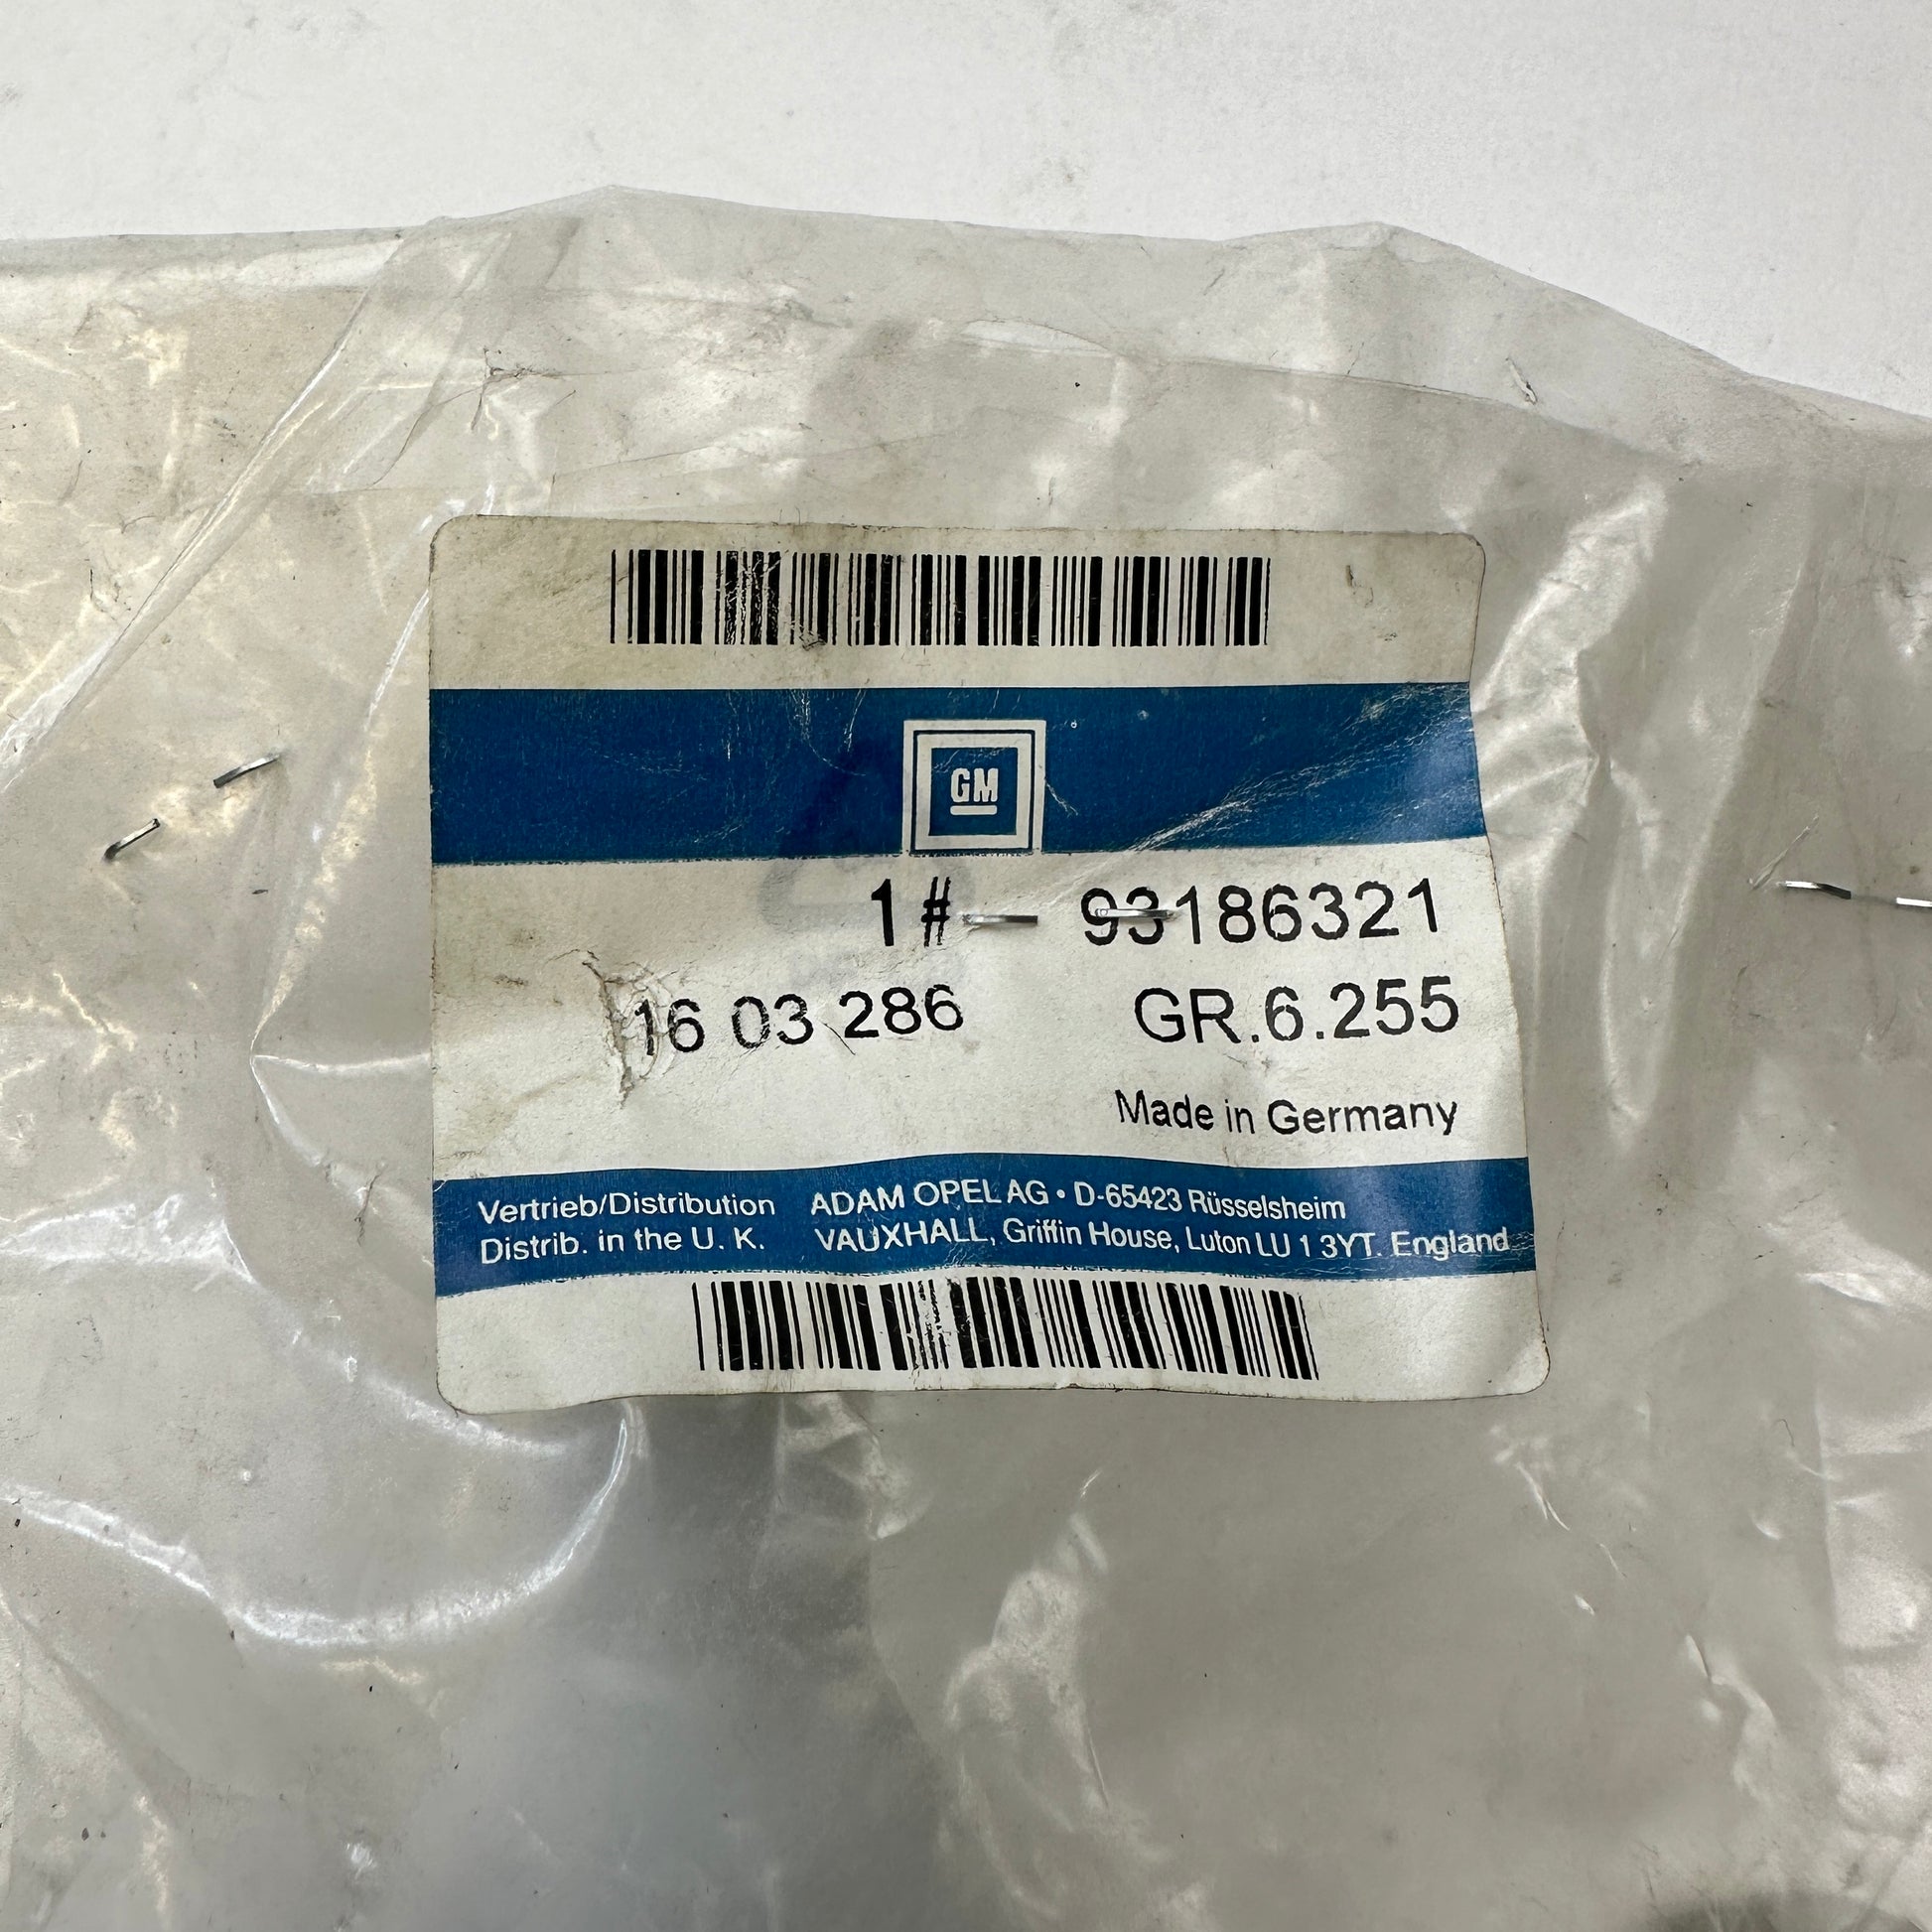 GM
1# 93186321
16 03 286 GR.6.255
Made in Germany
Vertrieb/Distribution ADAM OPEL AG • D-65423 Rüsselsheim
Distrib. in the U. K. VAUXHALL, Griffin House, Luton LU 1 3YT. England